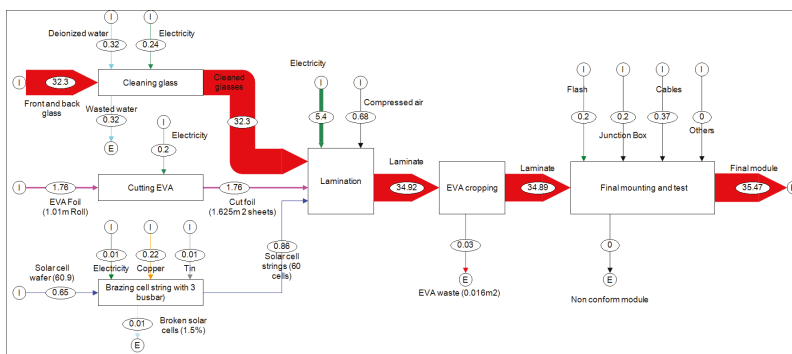 Deionized water
Electricity
I
I
0.32
0.24
I
32.3
Cleaning glass
Cleaned
glasses
Front and back
glass
Wasted water
0.32
E
32.3
Electricity
I
0.2
I
1.76
Cutting EVA
1.76
EVA Foil
(1.01m Roll)
Cut foil
(1.625m 2 sheets)
I
I
I
0.01
0.22
0.01
Electricity
Copper
Tin
Solar cell
wafer (60.9)
I
0.65
Brazing cell string with 3
busbar)
0.86
Solar cell
strings (60
cells)
0.01
Broken solar
cells (1.5%)
E
Electricity
I
I
Compressed air
5.4
0.68
Lamination
Laminate
34.92
EVA cropping
0.03
E
EVA waste (0.016m2)
Laminate
34.89
I
I
I
I
Flash
Cables
0.2
0.2
0.37
0
Junction Box
Others
Final mounting and test
0
E
Non conform module
Final module
35.47
E